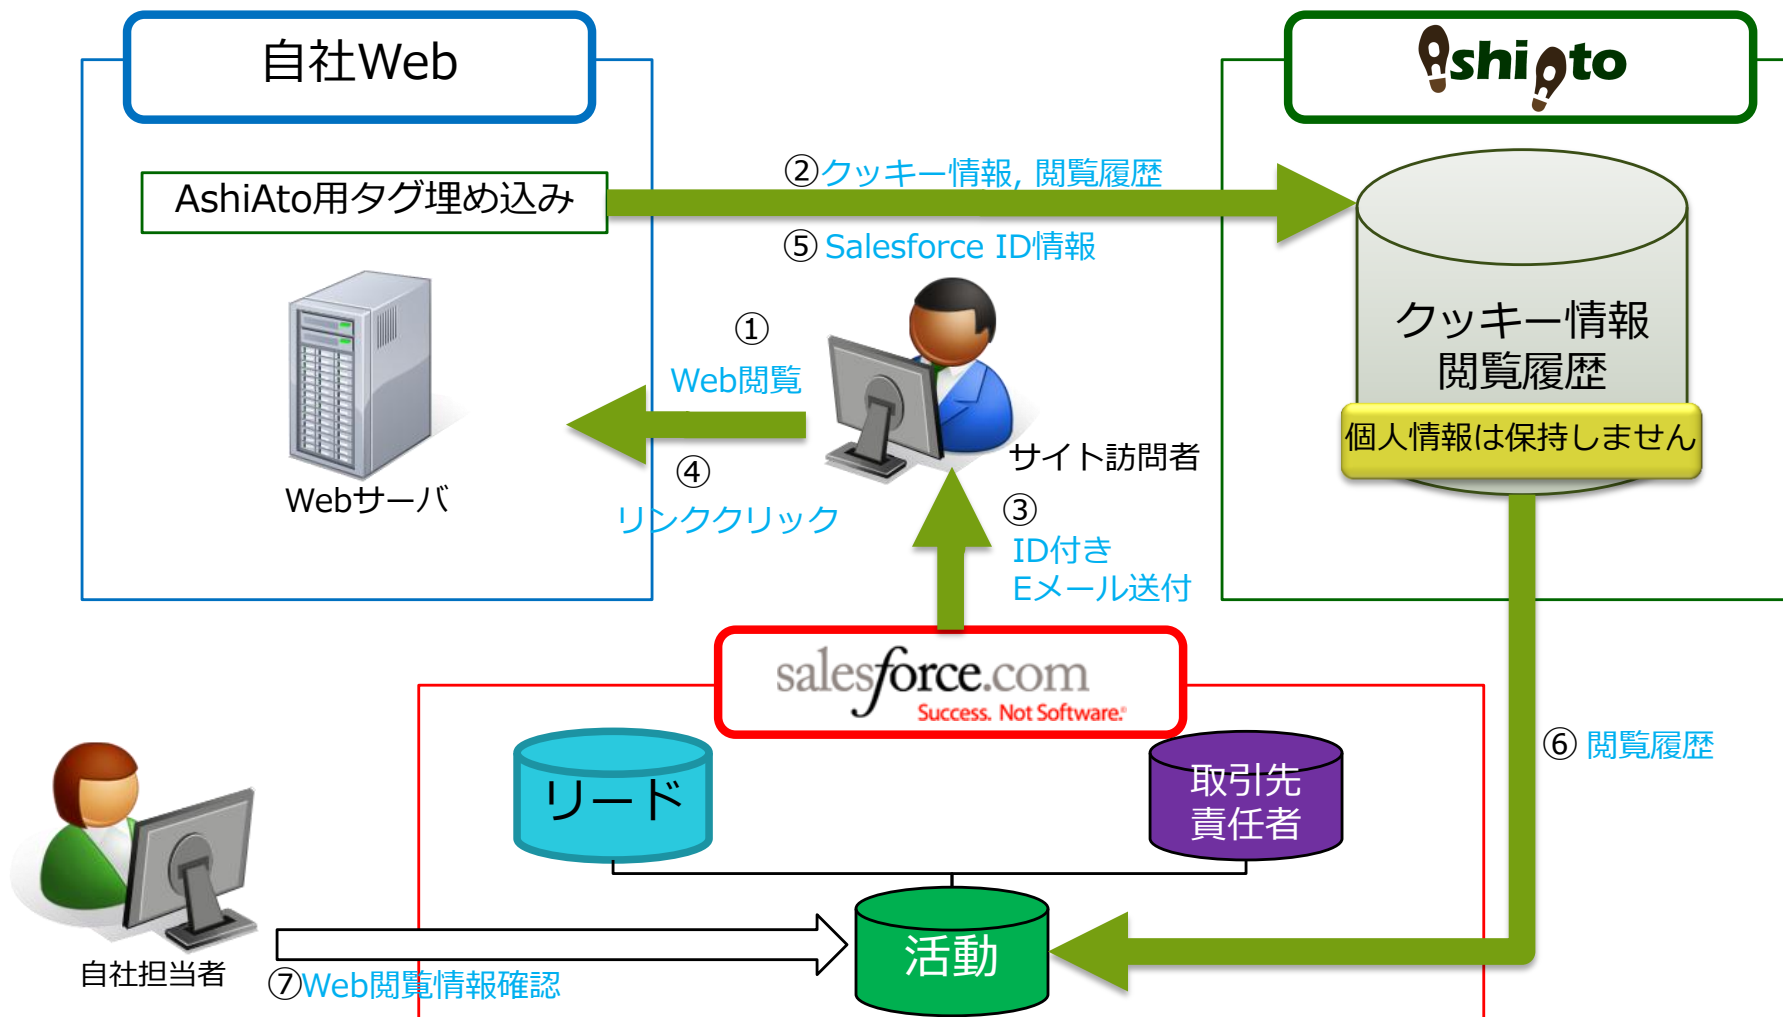 自社Web
AshiAto
AshiAto用タグ埋め込み
②クッキー情報, 閲覧履歴
⑤ Salesforce ID情報
①
Web閲覧
クッキー情報
閲覧履歴
個人情報は保持しません
サイト訪問者
Webサーバ
④
リンククリック
③
ID付き
Eメール送付
salesforce.com
Success. Not Software.®
⑥ 閲覧履歴
リード
取引先
責任者
活動
自社担当者
⑦Web閲覧情報確認